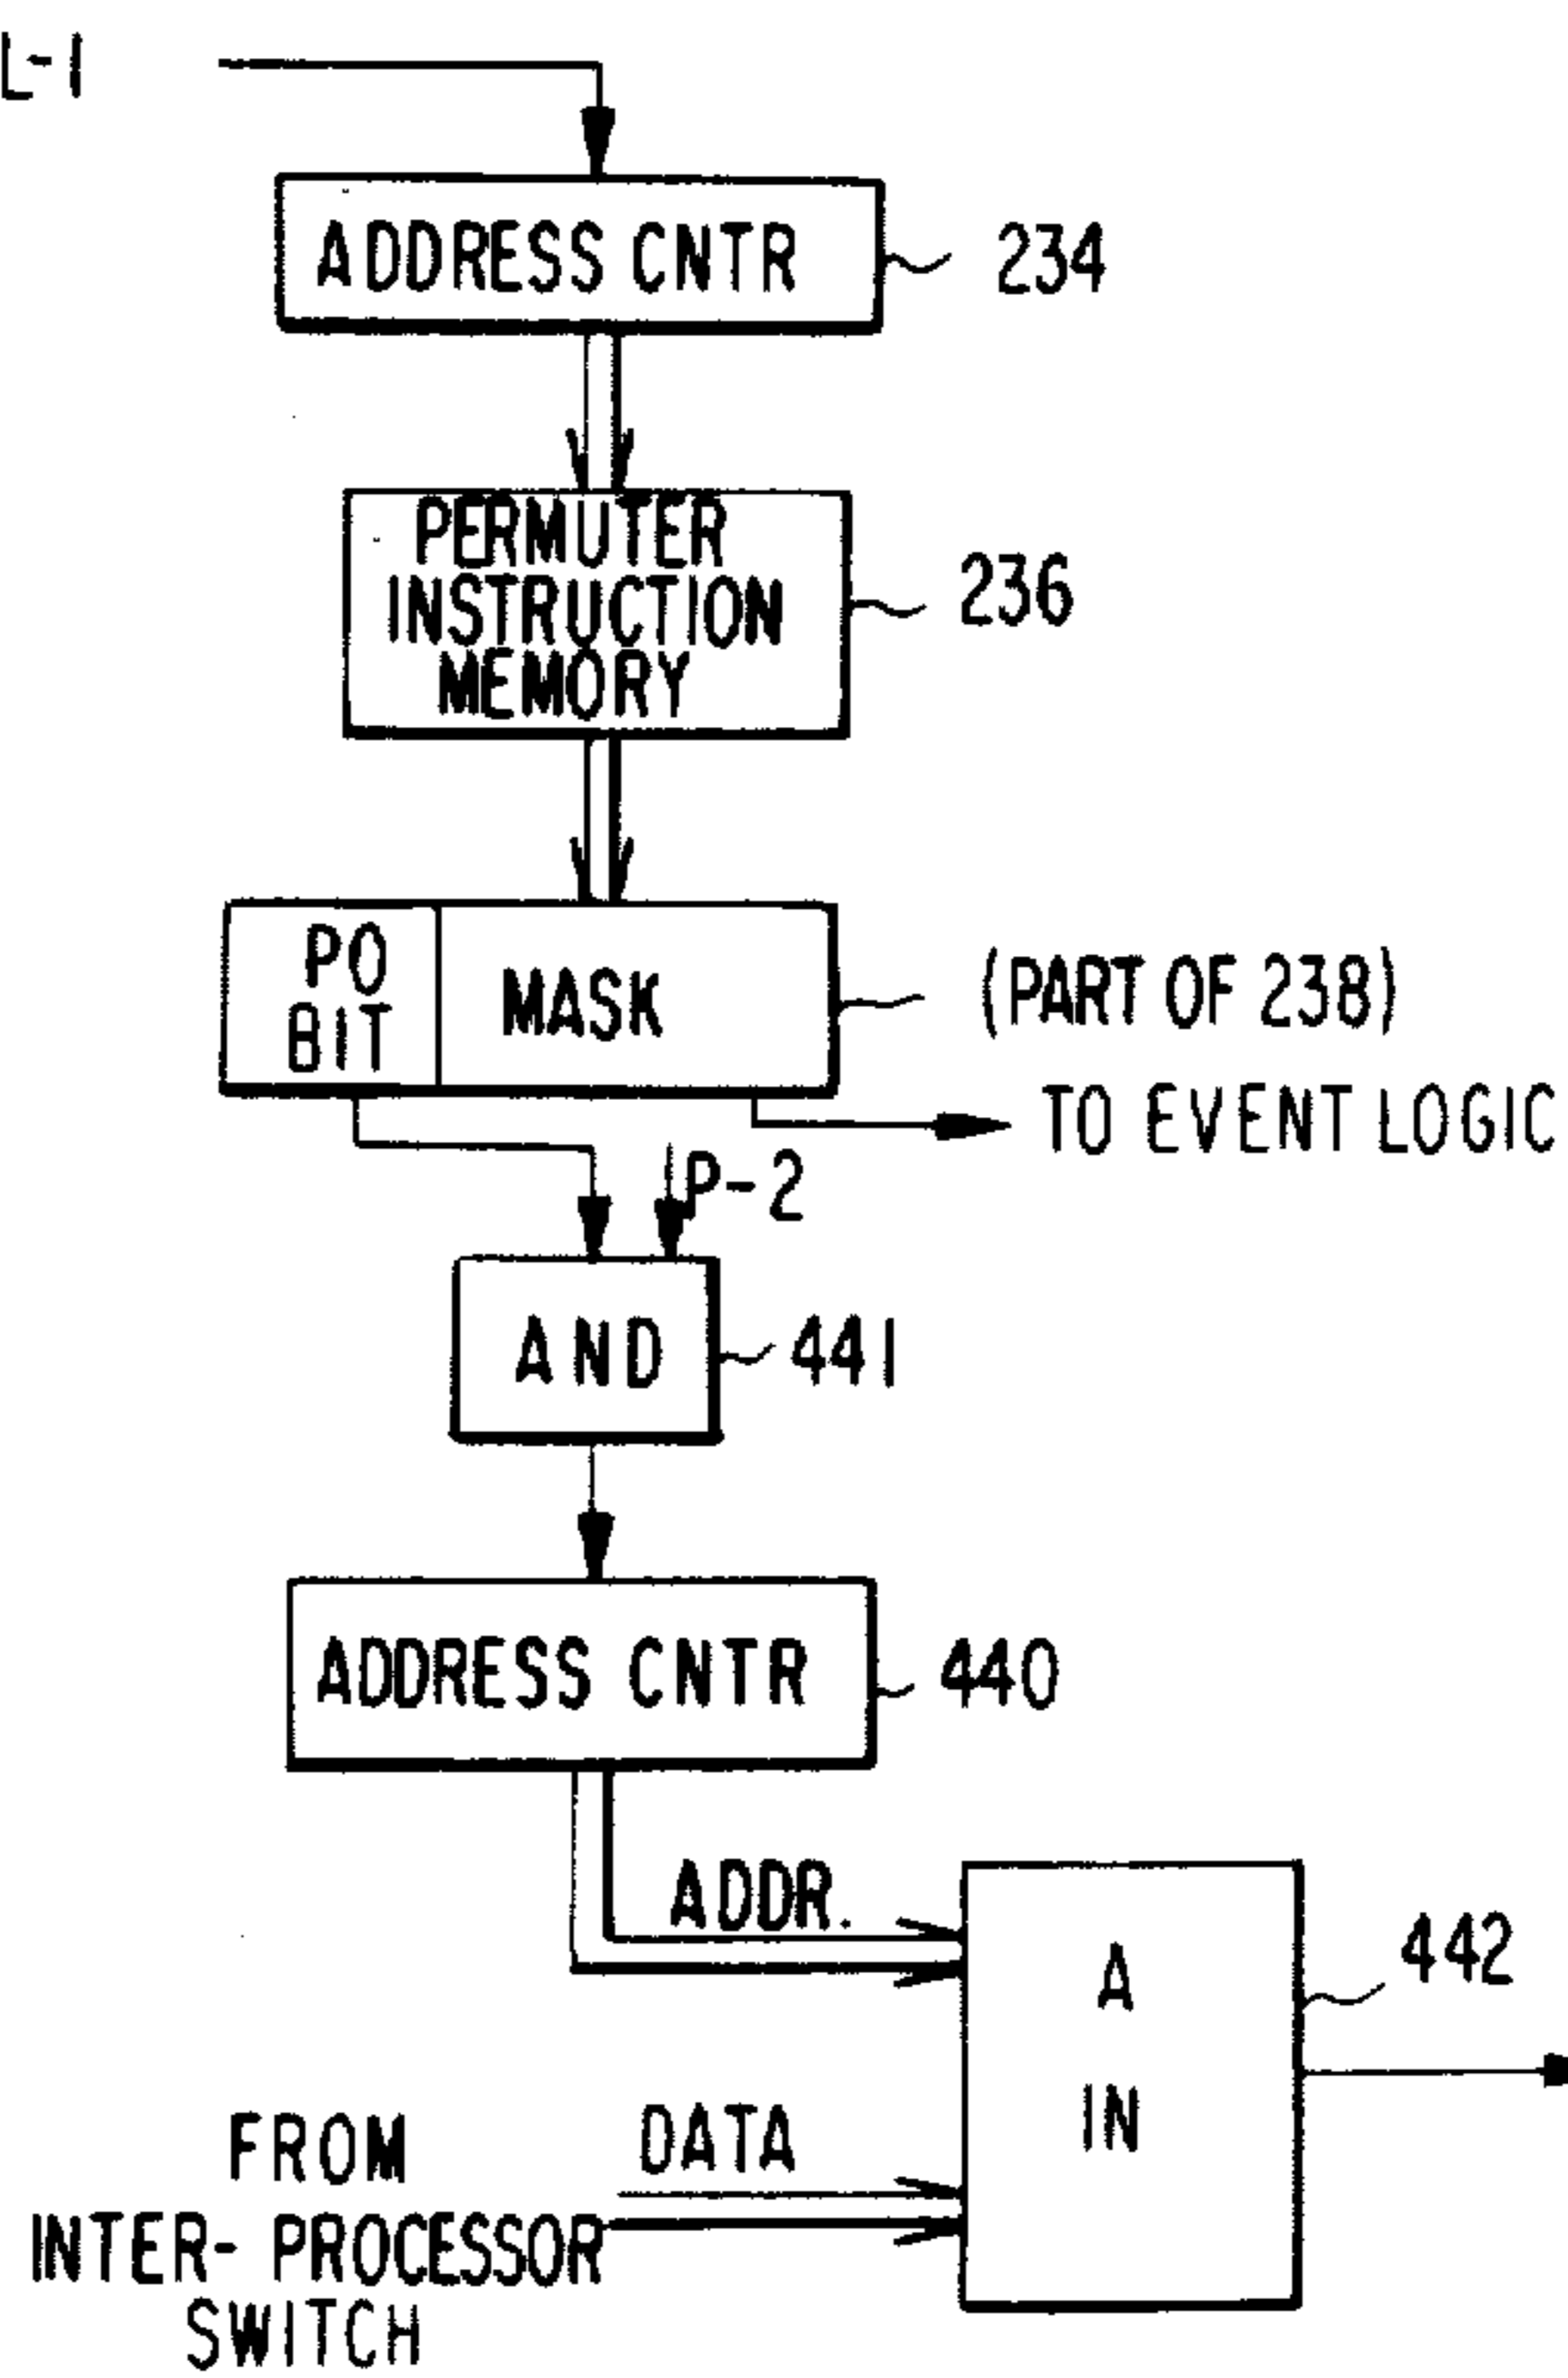 L-1
ADDRESS CNTR
234
PERMUTER
INSTRUCTION
MEMORY
236
PO
BIT
MASK
(PART OF 238)
TO EVENT LOGIC
P-2
AND
441
ADDRESS CNTR
440
ADDR.
A
IN
442
DATA
FROM
INTER- PROCESSOR
SWITCH